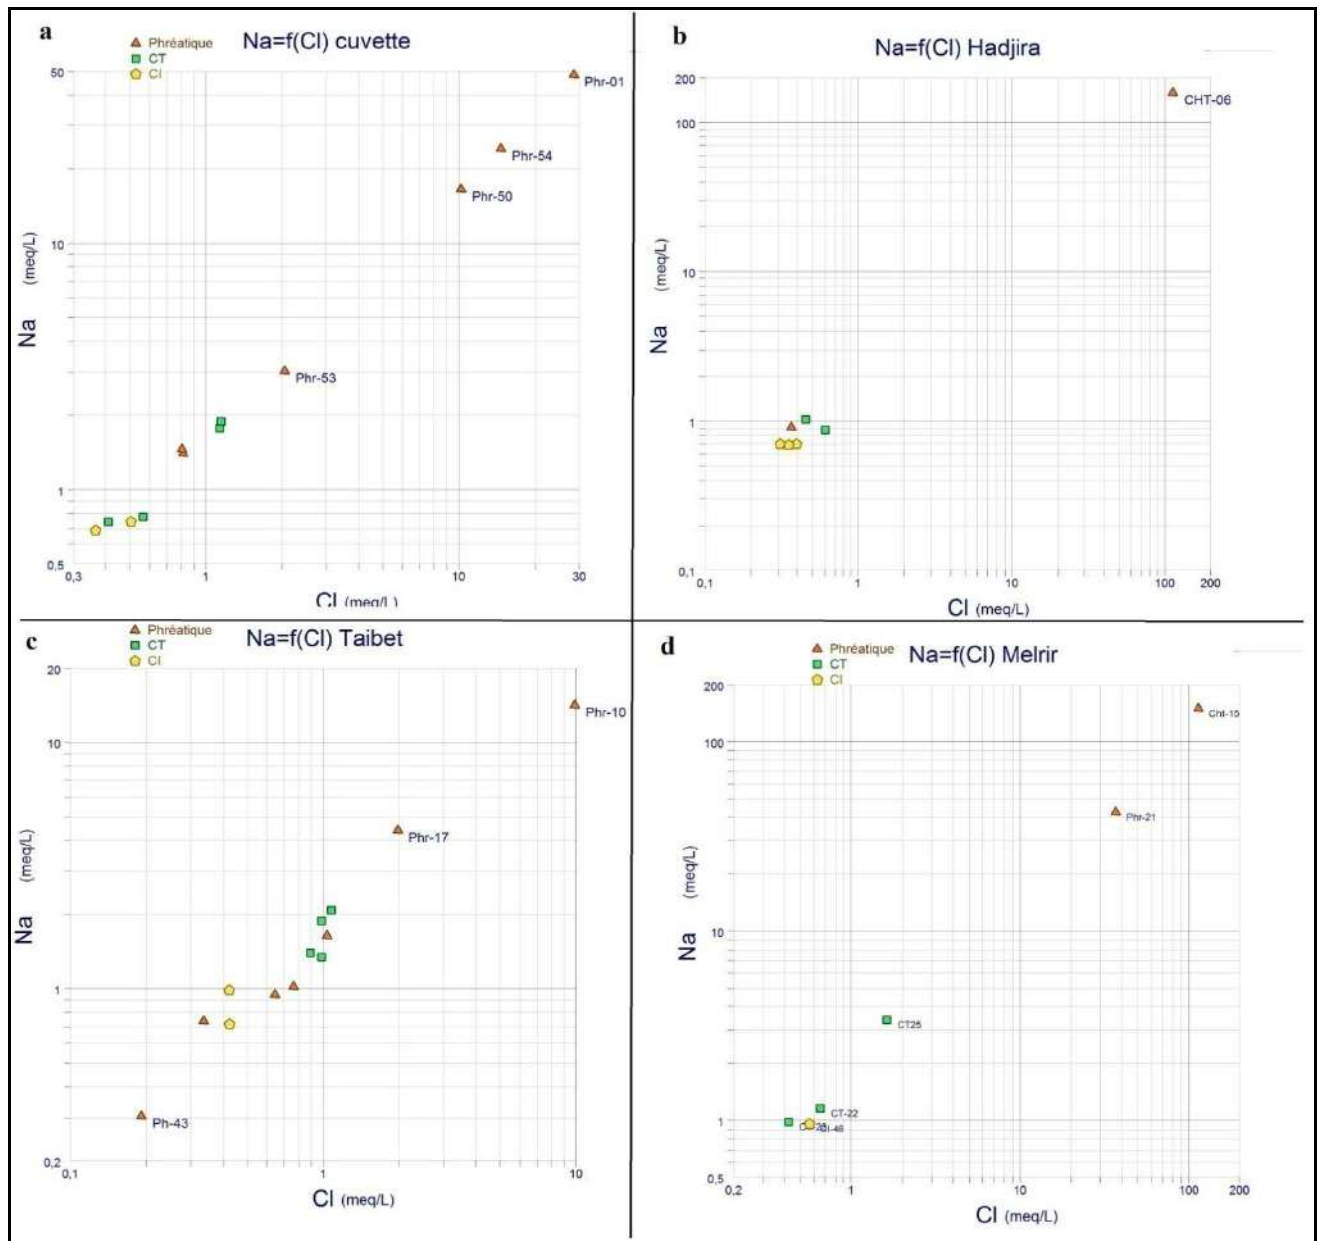 a
Na=f(Cl) cuvette
Phréatique
CT
CI
50
10
1
0,5
Na (meq/L)
0,3
1
10
30
Cl (meq/L)
Phr-01
Phr-54
Phr-50
Phr-53
b
Na=f(Cl) Hadjira
200
100
10
1
0,1
Na (meq/L)
0,1
1
10
100
200
Cl (meq/L)
CHT-06
c
Na=f(Cl) Taibet
Phréatique
CT
CI
20
10
1
0,2
Na (meq/L)
0,1
1
10
Cl (meq/L)
Phr-10
Phr-17
Ph-43
d
Na=f(Cl) Melrir
Phréatique
CT
CI
200
100
10
1
0,5
Na (meq/L)
0,2
1
10
100
200
Cl (meq/L)
Phr-21
CT25
CT-22